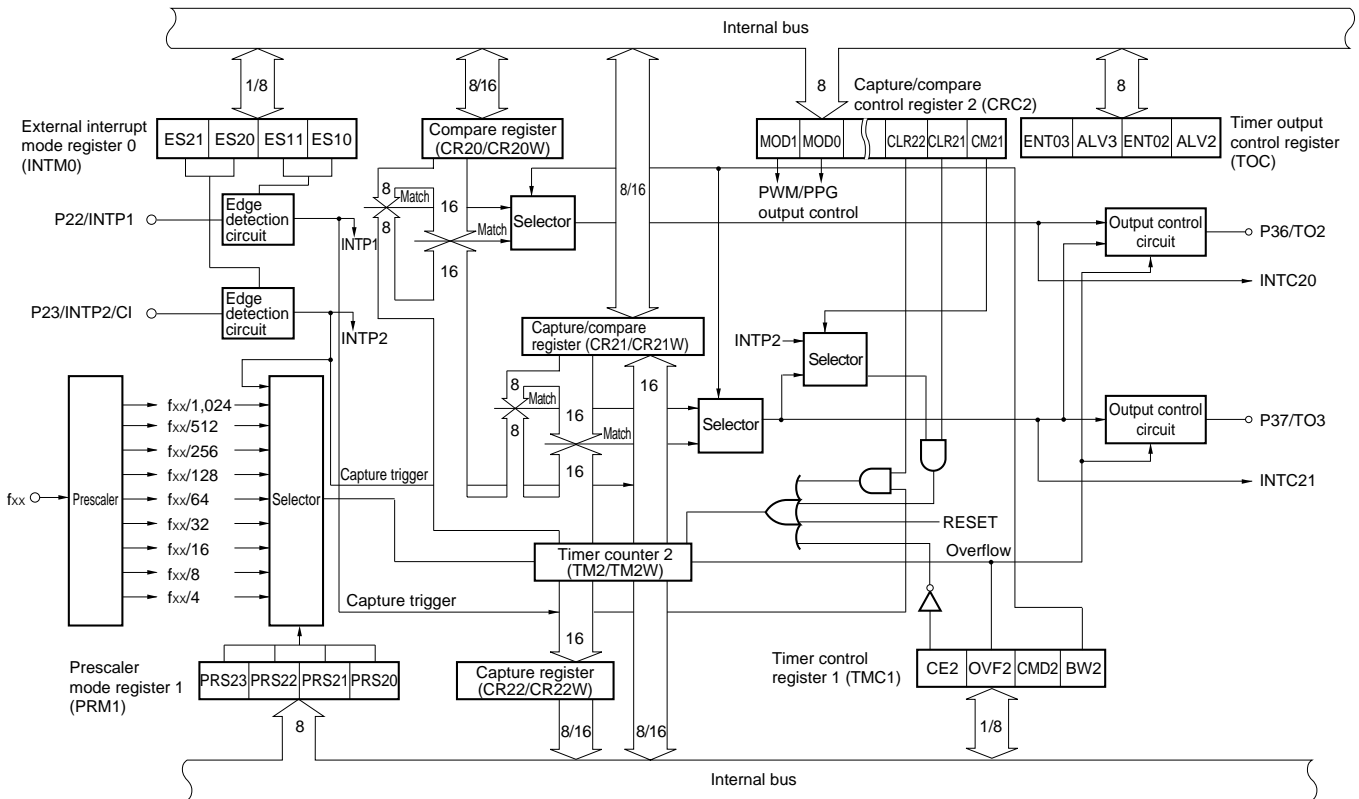 Internal bus
1/8
8/16
8
8
Capture/compare
control register 2 (CRC2)
External interrupt
mode register 0
(INTM0)
ES21 ES20 ES11 ES10
Compare register
(CR20/CR20W)
MOD1 MOD0 CLR22 CLR21 CM21
ENT03 ALV3 ENT02 ALV2
Timer output
control register
(TOC)
8/16
PWM/PPG
output control
P22/INTP1
Edge
detection
circuit
INTP1
8
Match
8
16
Match
16
Selector
Output control
circuit
P36/TO2
INTC20
P23/INTP2/CI
Edge
detection
circuit
INTP2
Capture/compare
register (CR21/CR21W)
INTP2
Selector
8
Match
8
16
Match
16
16
Selector
Output control
circuit
P37/TO3
INTC21
fxx
Prescaler
fxx/1,024
fxx/512
fxx/256
fxx/128
fxx/64
fxx/32
fxx/16
fxx/8
fxx/4
Selector
Capture trigger
RESET
Timer counter 2
(TM2/TM2W)
Overflow
Capture trigger
16
Prescaler
mode register 1
(PRM1)
PRS23 PRS22 PRS21 PRS20
Capture register
(CR22/CR22W)
Timer control
register 1 (TMC1)
CE2 OVF2 CMD2 BW2
8
8/16
8/16
1/8
Internal bus